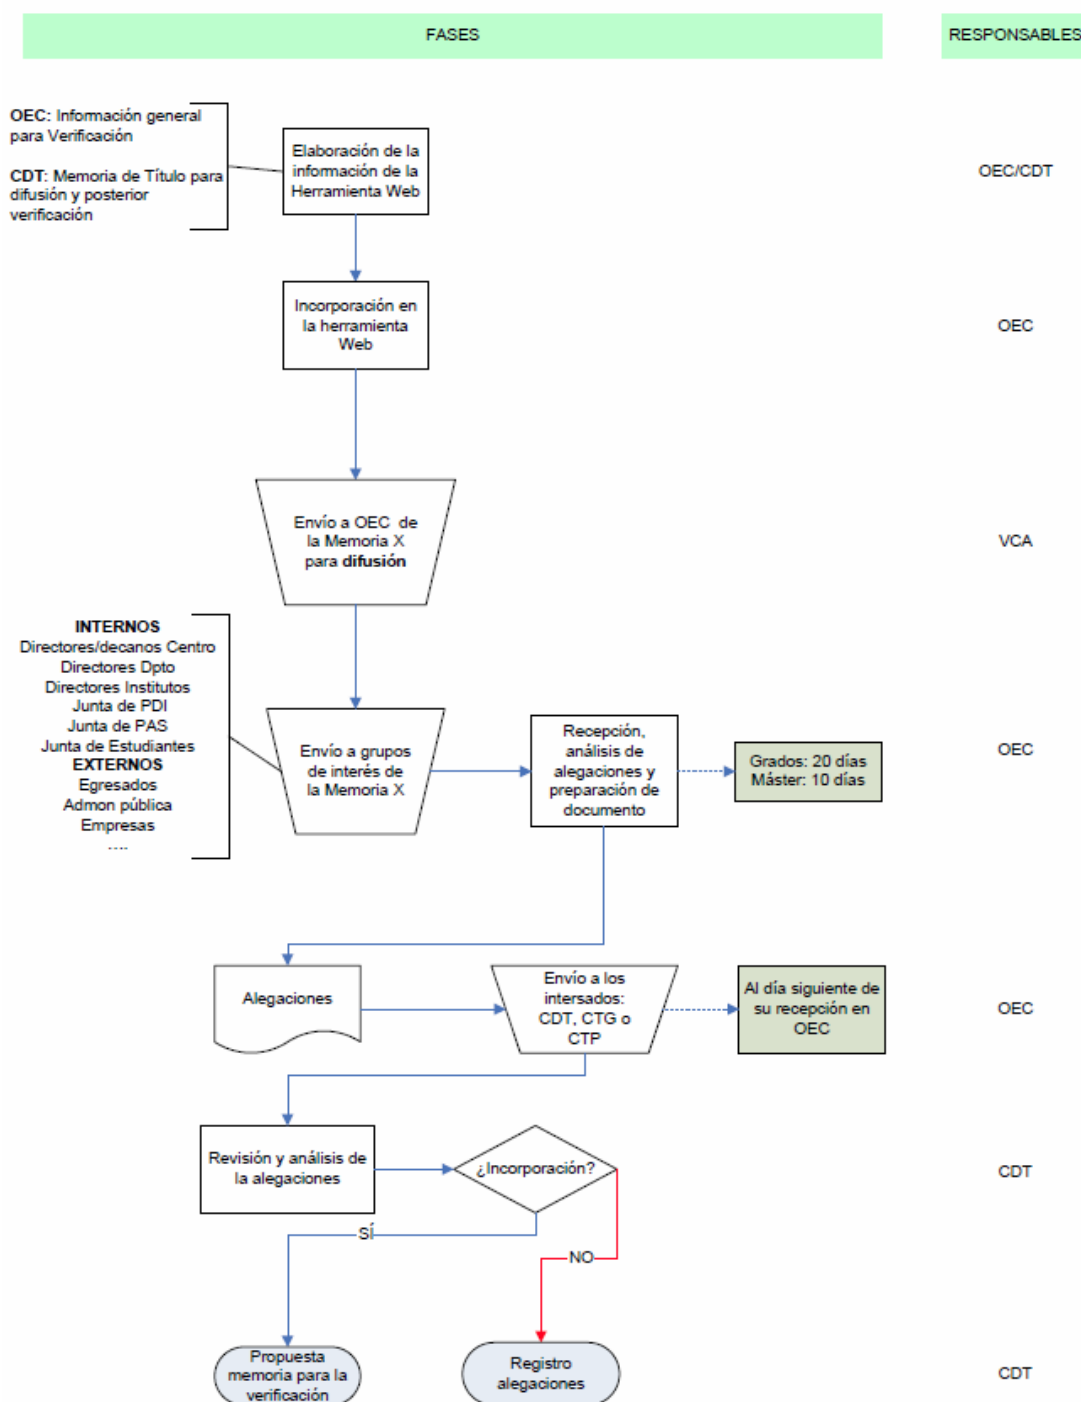 FASES
RESPONSABLES
OEC: Información general
para Verificación
CDT: Memoria de Título para
difusión y posterior
verificación
Elaboración de la
información de la
Herramienta Web
OEC/CDT
Incorporación en
la herramienta
Web
OEC
Envío a OEC de
la Memoria X
para difusión
VCA
INTERNOS
Directores/decanos Centro
Directores Dpto
Directores Institutos
Junta de PDI
Junta de PAS
Junta de Estudiantes
EXTERNOS
Egresados
Admon pública
Empresas
....
Envío a grupos
de interés de
la Memoria X
Recepción,
análisis de
alegaciones y
preparación de
documento
Grados: 20 días
Máster: 10 días
OEC
Alegaciones
Envío a los
intersados:
CDT, CTG o
CTP
Al día siguiente de
su recepción en
OEC
OEC
Revisión y análisis de
la alegaciones
¿Incorporación?
CDT
SÍ
NO
Propuesta
memoria para la
verificación
Registro
alegaciones
CDT